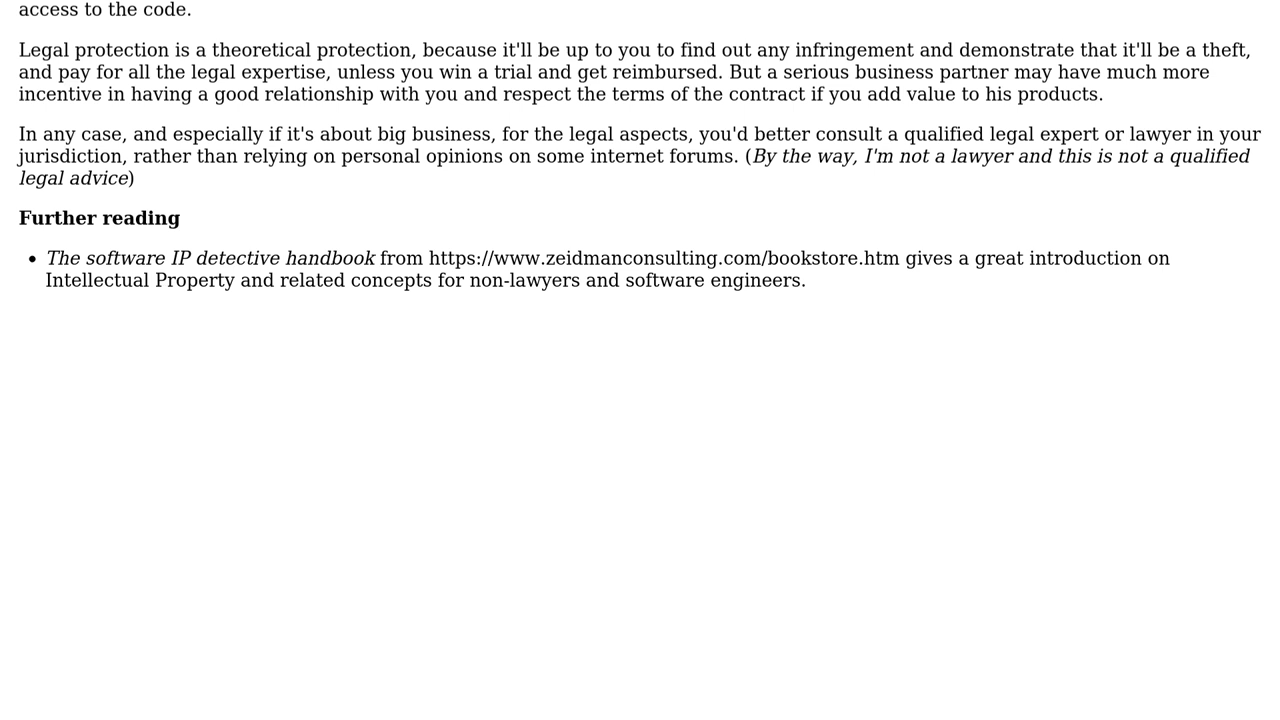 access to the code.
Legal protection is a theoretical protection, because it'll be up to you to find out any infringement and demonstrate that it'll be a theft,
and pay for all the legal expertise, unless you win a trial and get reimbursed. But a serious business partner may have much more
incentive in having a good relationship with you and respect the terms of the contract if you add value to his products.
In any case, and especially if it's about big business, for the legal aspects, you'd better consult a qualified legal expert or lawyer in your
jurisdiction, rather than relying on personal opinions on some internet forums. (By the way, I'm not a lawyer and this is not a qualified
legal advice)
Further reading
• The software IP detective handbook from https://www.zeidmanconsulting.com/bookstore.htm gives a great introduction on
Intellectual Property and related concepts for non-lawyers and software engineers.